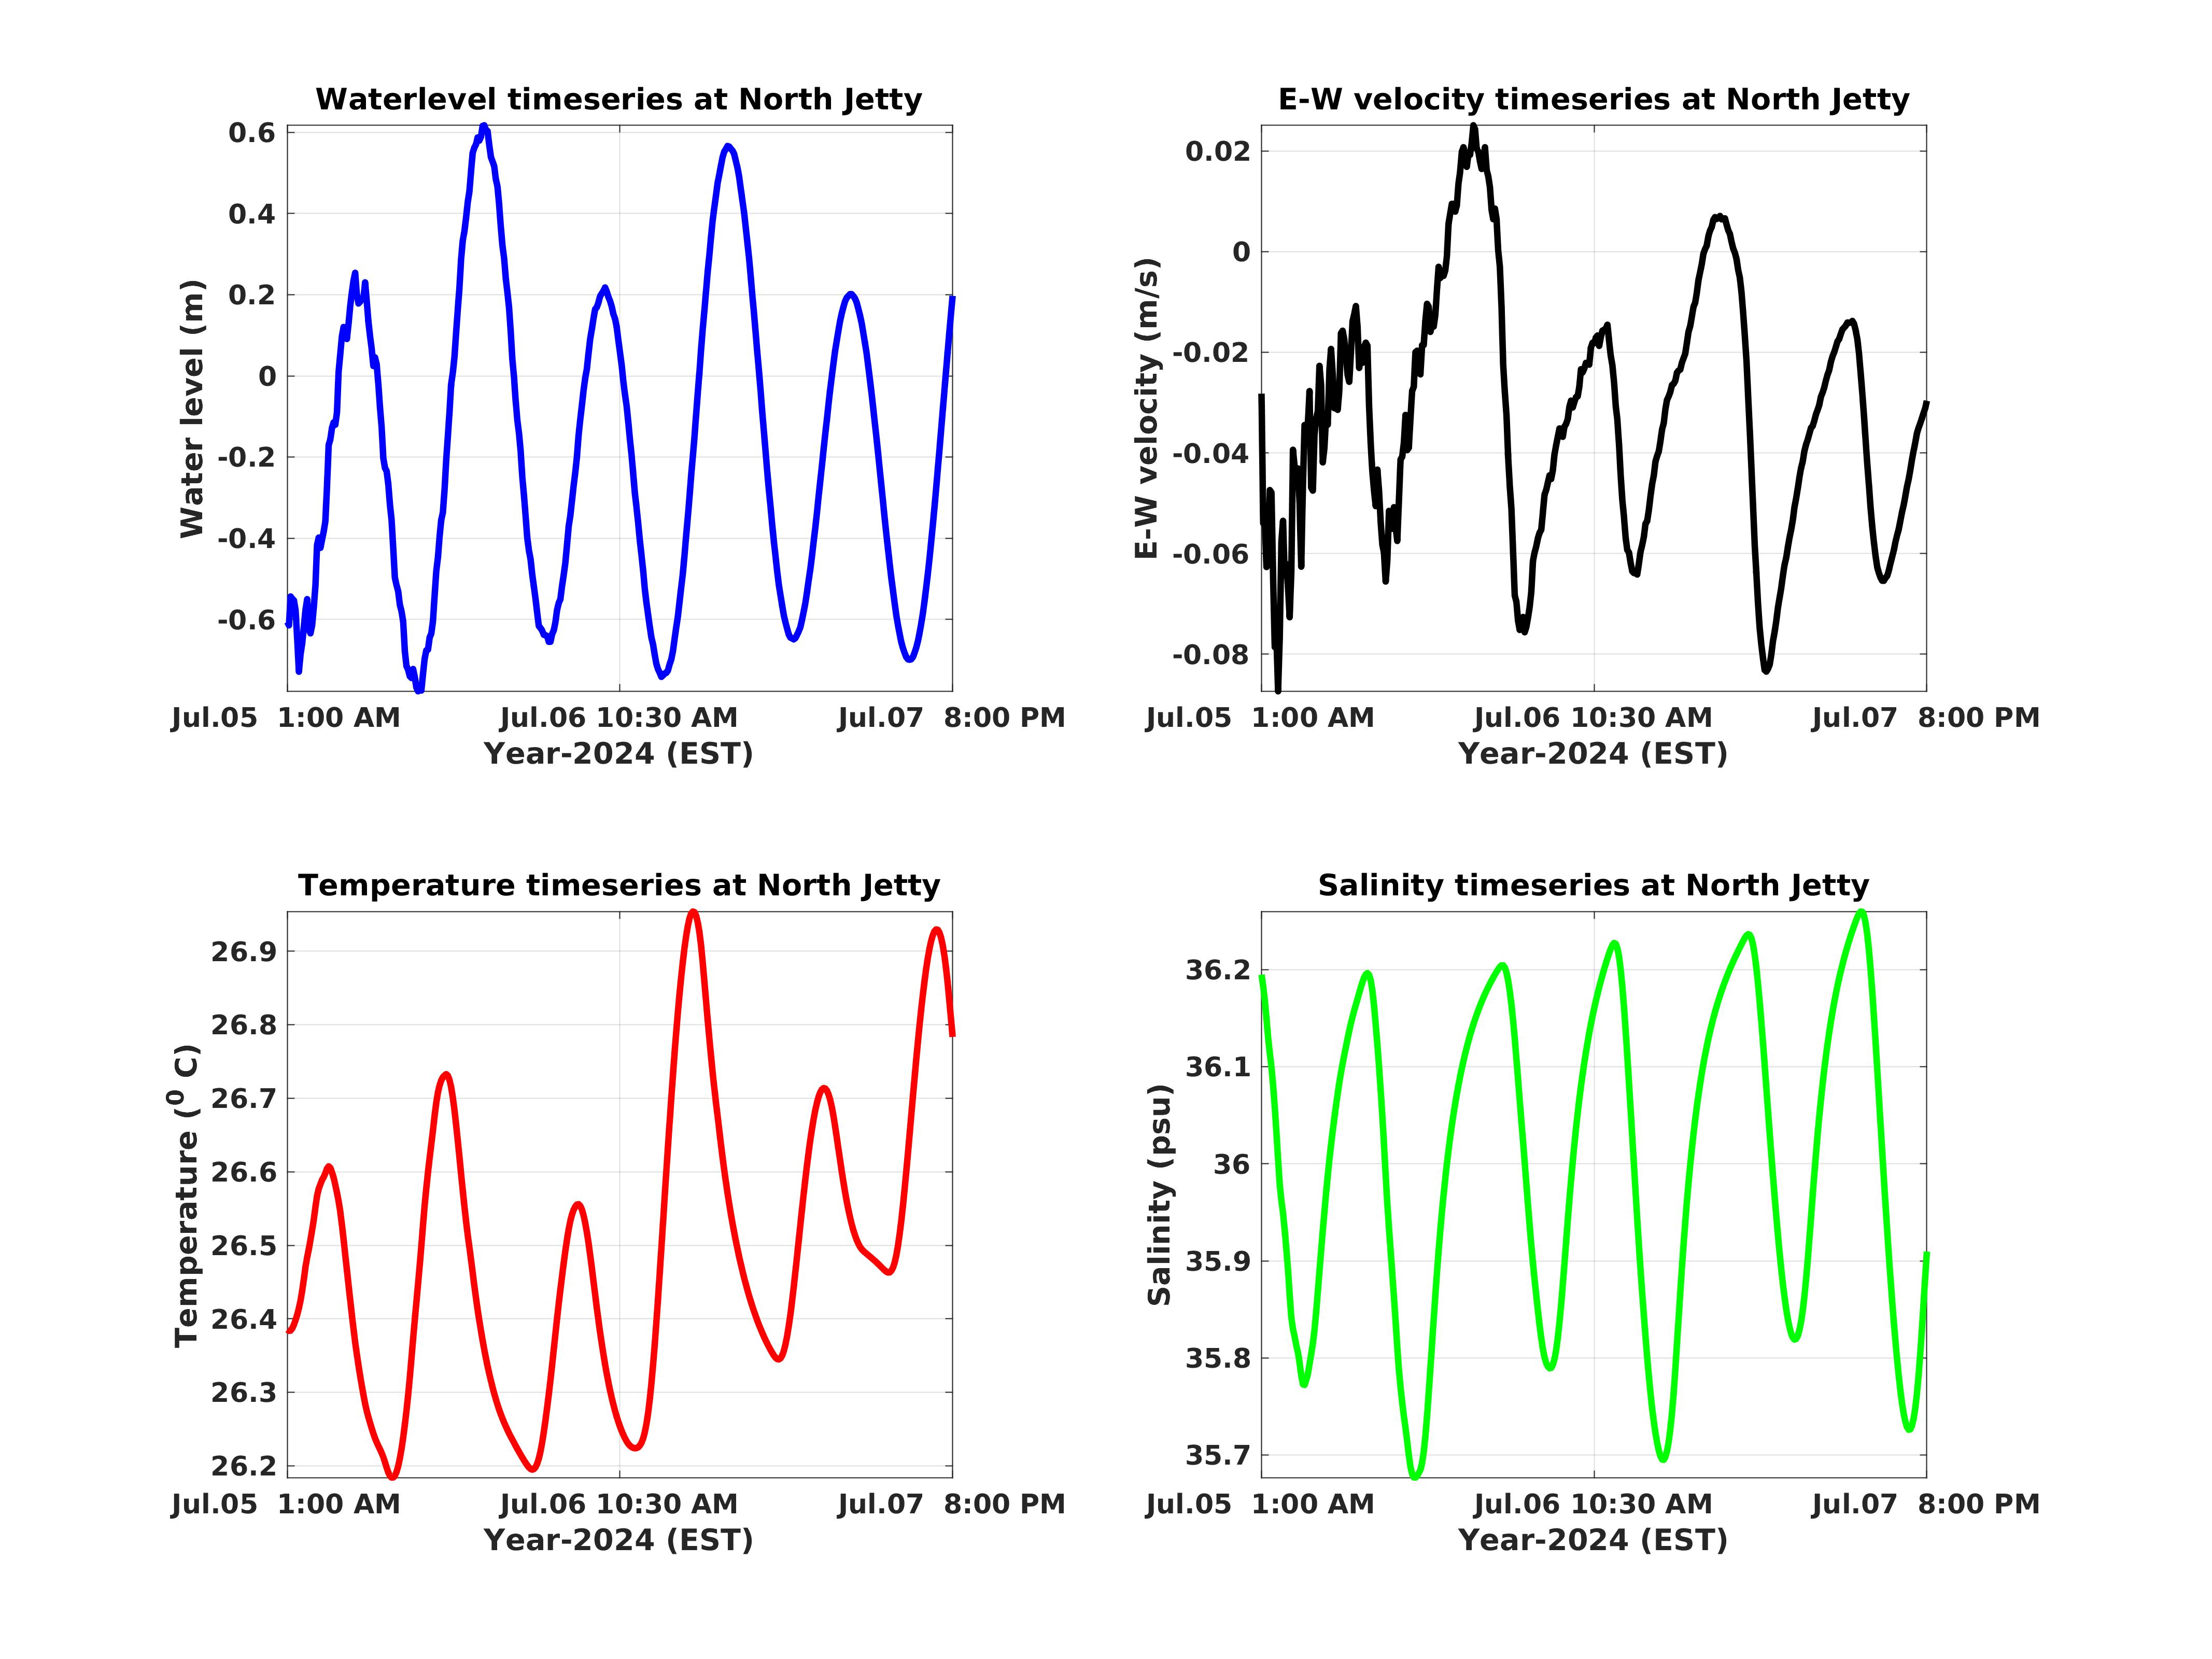 Waterlevel timeseries at North Jetty
0.6
0.4
0.2
0
-0.2
-0.4
-0.6
Water level (m)
Jul.05 1:00 AM Jul.06 10:30 AM Jul.07 8:00 PM
Year-2024 (EST)
E-W velocity timeseries at North Jetty
0.02
0
-0.02
-0.04
-0.06
-0.08
E-W velocity (m/s)
Jul.05 1:00 AM Jul.06 10:30 AM Jul.07 8:00 PM
Year-2024 (EST)
Temperature timeseries at North Jetty
26.9
26.8
26.7
26.6
26.5
26.4
26.3
26.2
Temperature (⁰ C)
Jul.05 1:00 AM Jul.06 10:30 AM Jul.07 8:00 PM
Year-2024 (EST)
Salinity timeseries at North Jetty
36.2
36.1
36
35.9
35.8
35.7
Salinity (psu)
Jul.05 1:00 AM Jul.06 10:30 AM Jul.07 8:00 PM
Year-2024 (EST)